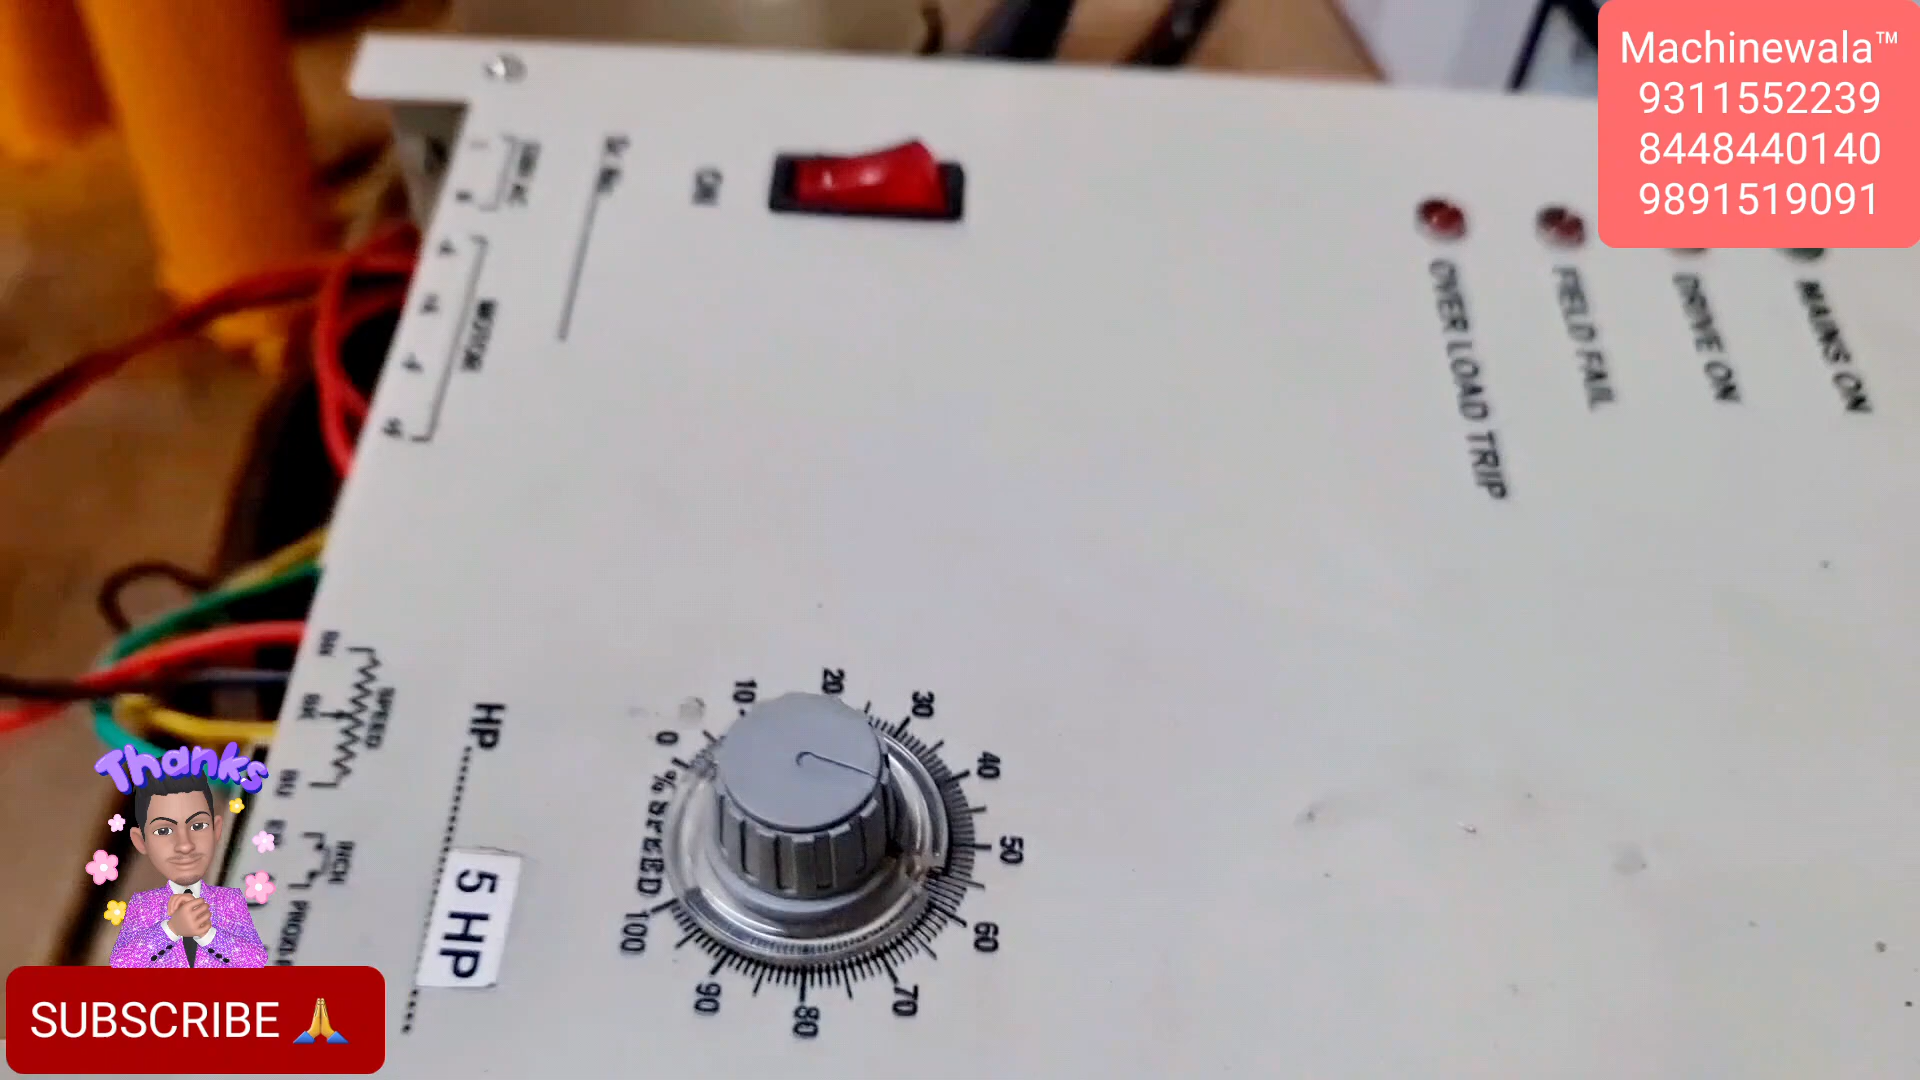 Machinewala™
9311552239
8448440140
9891519091
ON
OVER LOAD TRIP
FIELD FAIL
DRIVE ON
MAINS ON
MOTOR
SPEED
INCH
HP
5 HP
0
10
20
30
40
50
60
70
80
90
100
% SPEED
Thanks
SUBSCRIBE 🙏